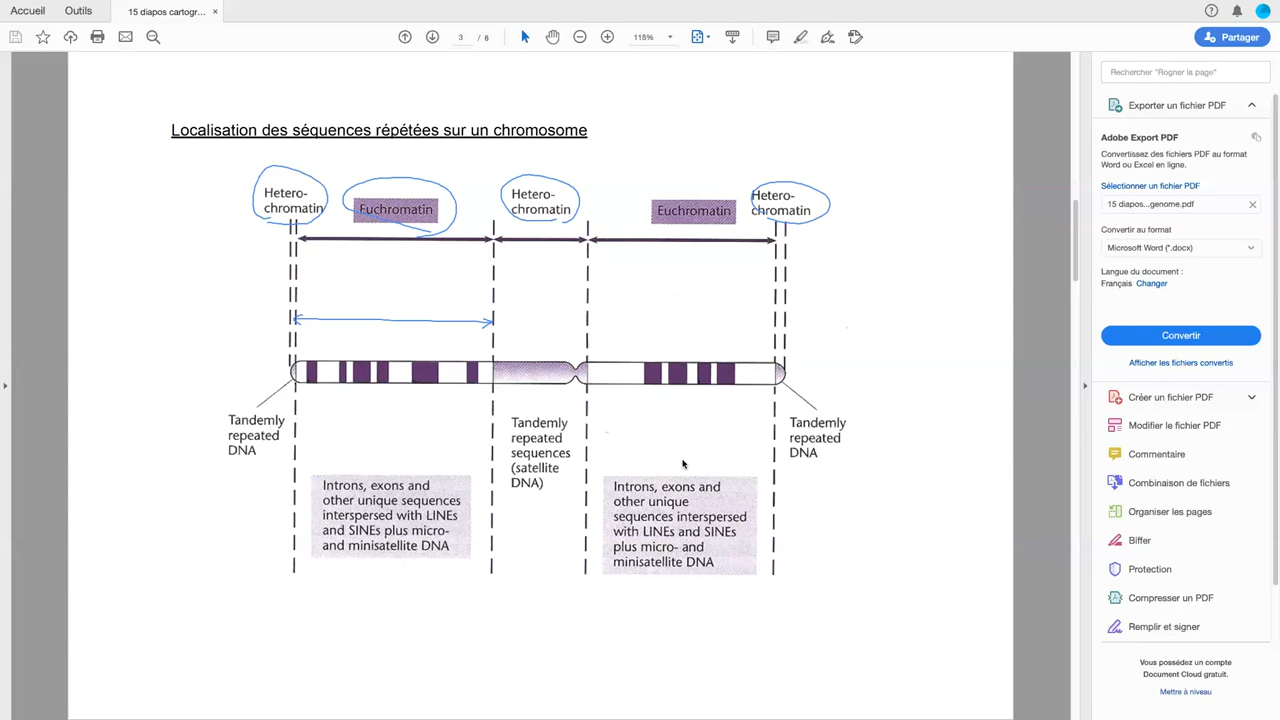 Accueil
Outils
15 diapos cartogr...
3 / 8
118%
Partager
Localisation des séquences répétées sur un chromosome
Hetero-
chromatin
Euchromatin
Hetero-
chromatin
Euchromatin
Hetero-
chromatin
Tandemly
repeated
DNA
Tandemly
repeated
sequences
(satellite
DNA)
Tandemly
repeated
DNA
Introns, exons and
other unique sequences
interspersed with LINEs
and SINEs plus micro-
and minisatellite DNA
Introns, exons and
other unique
sequences interspersed
with LINEs and SINEs
plus micro- and
minisatellite DNA
Rechercher "Rogner la page"
Exporter un fichier PDF
Adobe Export PDF
Convertissez des fichiers PDF au format
Word ou Excel en ligne.
Sélectionner un fichier PDF
15 diapos...genome.pdf
Convertir au format
Microsoft Word (*.docx)
Langue du document :
Français Changer
Convertir
Afficher les fichiers convertis
Créer un fichier PDF
Modifier le fichier PDF
Commentaire
Combinaison de fichiers
Organiser les pages
Biffer
Protection
Compresser un PDF
Remplir et signer
Vous possédez un compte
Document Cloud gratuit.
Mettre à niveau